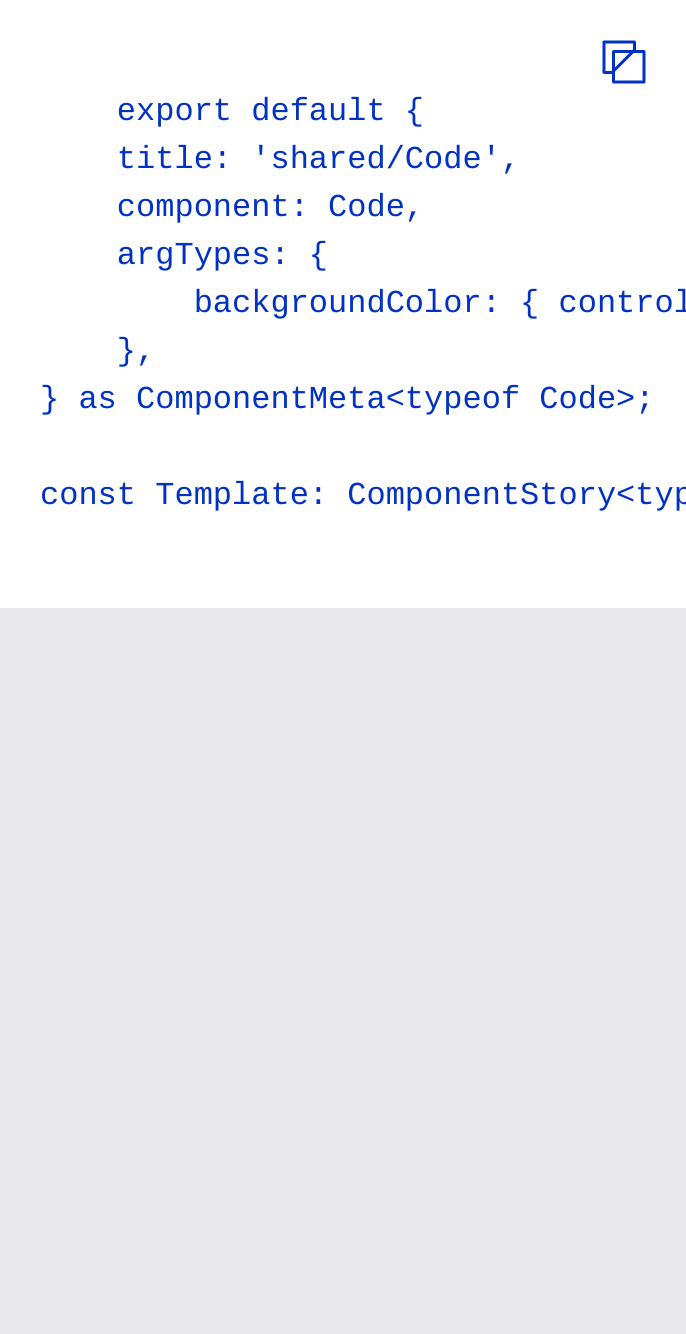 export default {
title: 'shared/Code',
component: Code,
argTypes: {
backgroundColor: { control
},
} as ComponentMeta<typeof Code>;
const Template: ComponentStory<typ